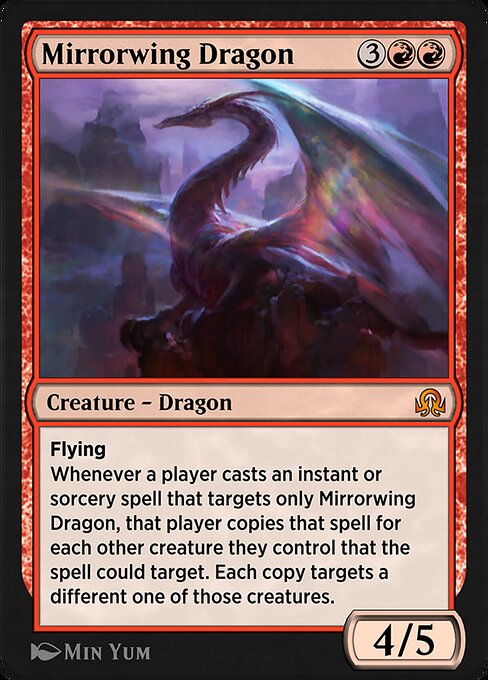 Mirrorwing Dragon 3
Creature – Dragon
Flying
Whenever a player casts an instant or
sorcery spell that targets only Mirrorwing
Dragon, that player copies that spell for
each other creature they control that the
spell could target. Each copy targets a
different one of those creatures.
Min Yum 4/5